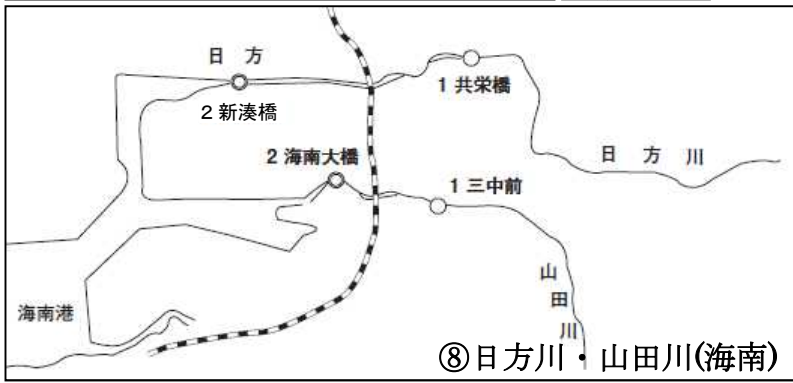 日方
1 共栄橋
2 新湊橋
2 海南大橋
日方川
1 三中前
山田川
海南港
⑧日方川・山田川(海南)